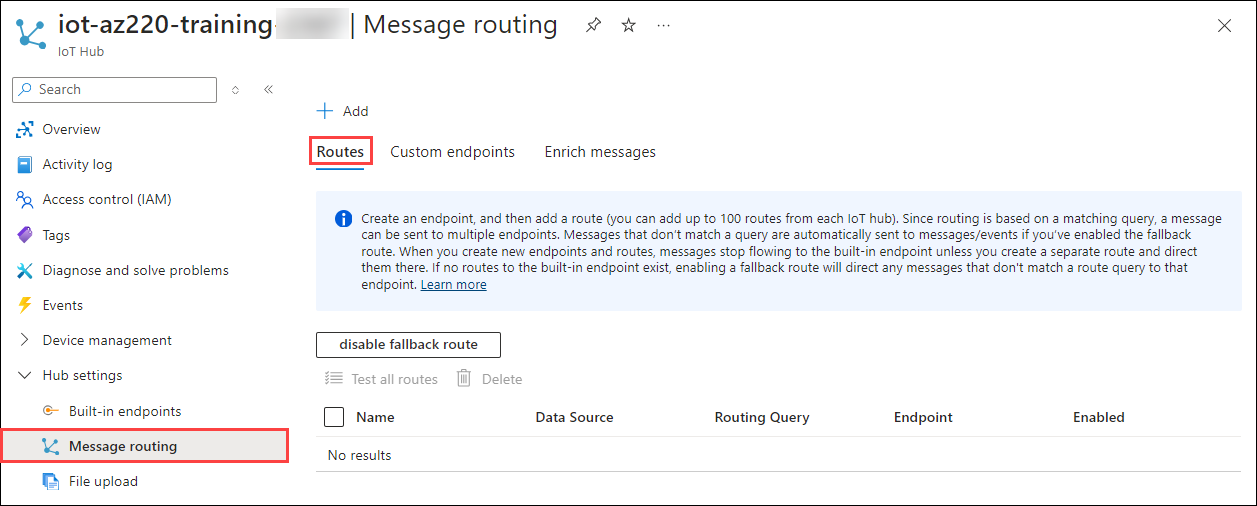 iot-az220-training- | Message routing
IoT Hub
Search
Overview
Activity log
Access control (IAM)
Tags
Diagnose and solve problems
Events
Device management
Hub settings
Built-in endpoints
Message routing
File upload
Add
Routes Custom endpoints Enrich messages
Create an endpoint, and then add a route (you can add up to 100 routes from each IoT hub). Since routing is based on a matching query, a message
can be sent to multiple endpoints. Messages that don't match a query are automatically sent to messages/events if you've enabled the fallback
route. When you create new endpoints and routes, messages stop flowing to the built-in endpoint unless you create a separate route and direct
them there. If no routes to the built-in endpoint exist, enabling a fallback route will direct any messages that don't match a route query to that
endpoint. Learn more
disable fallback route
Test all routes Delete
Name Data Source Routing Query Endpoint Enabled
No results